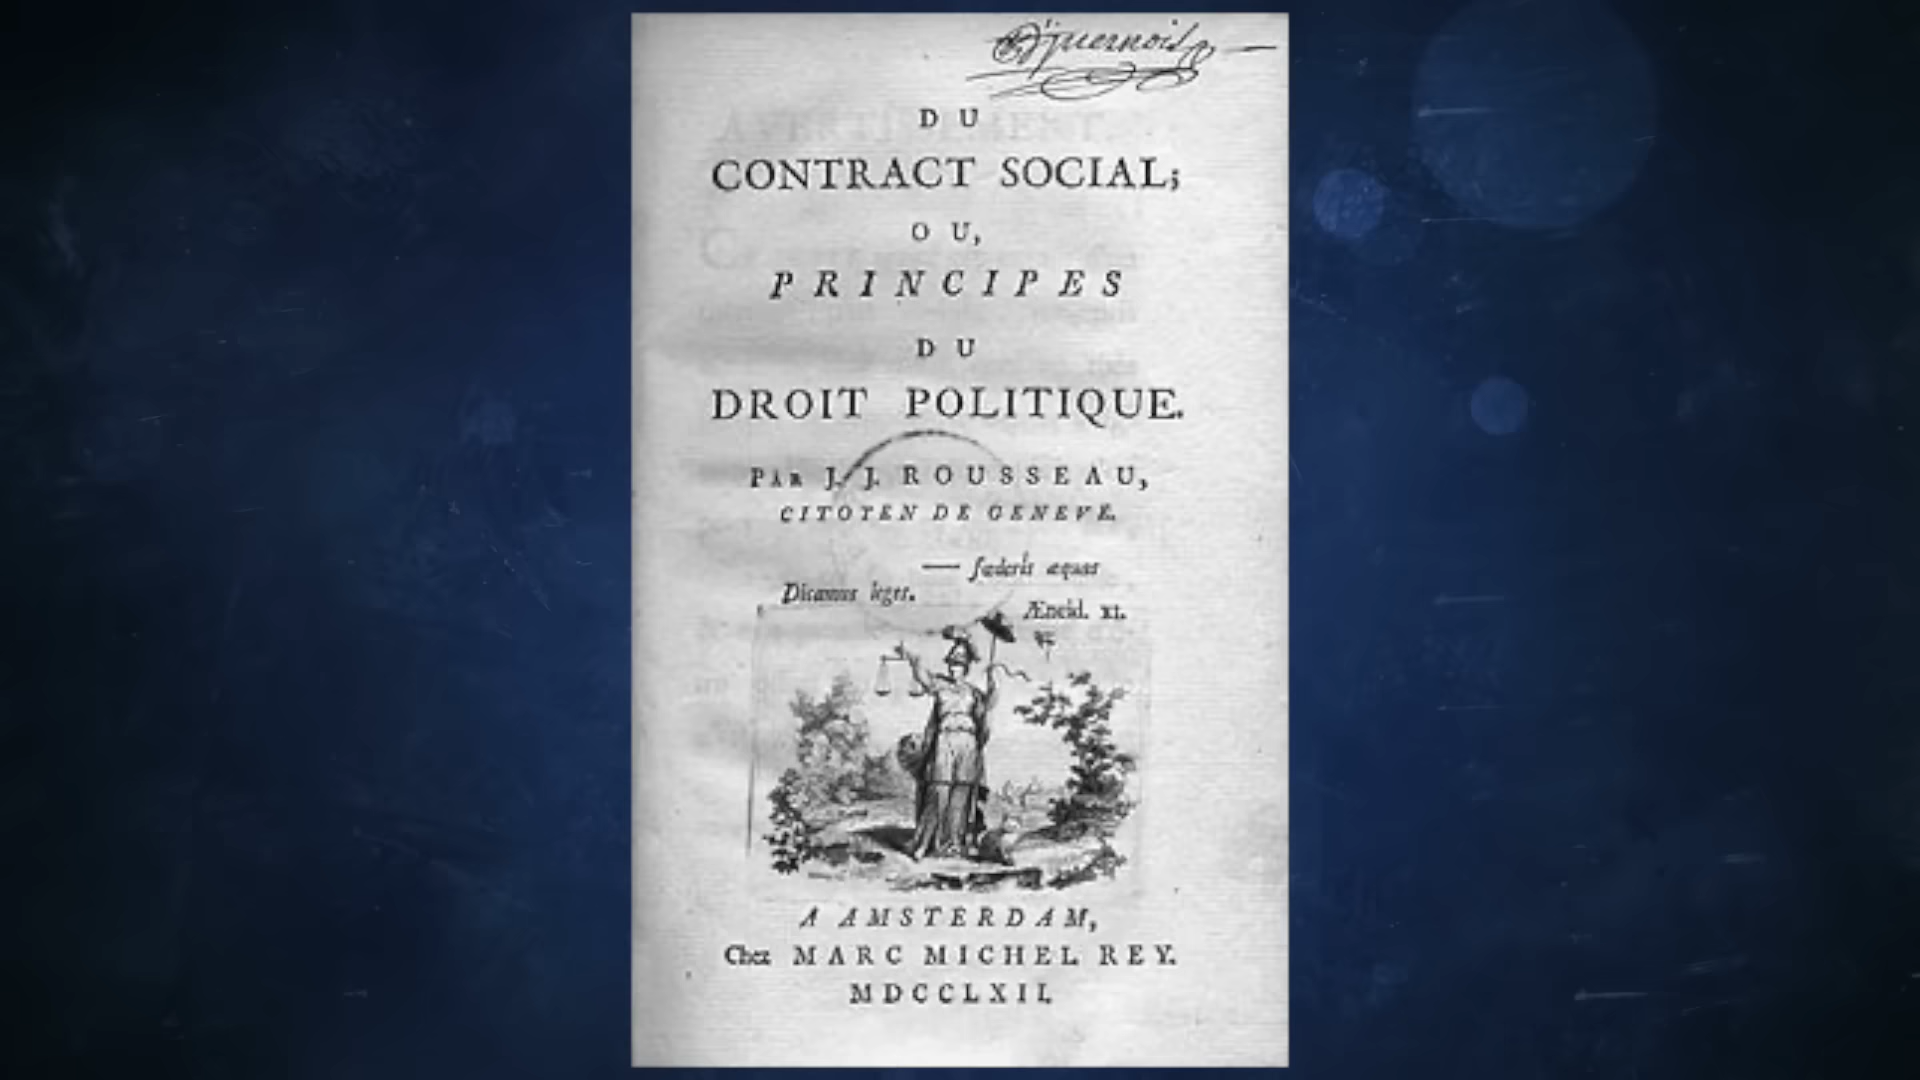 DU
CONTRACT SOCIAL;
OU,
PRINCIPES
DU
DROIT POLITIQUE.
PAR J. J. ROUSSEAU,
CITOYEN DE GENEVE.
— fœderis æquas
Dicamus leges.
Æneid. XI.
A AMSTERDAM,
Chez MARC MICHEL REY.
MDCCLXII.